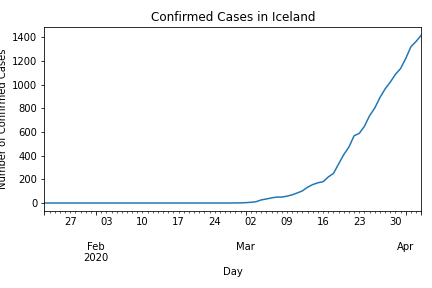 Confirmed Cases in Iceland
Number of Confirmed Cases
1400
1200
1000
800
600
400
200
0
27 03 10 17 24 02 09 16 23 30
Feb Mar Apr
2020
Day